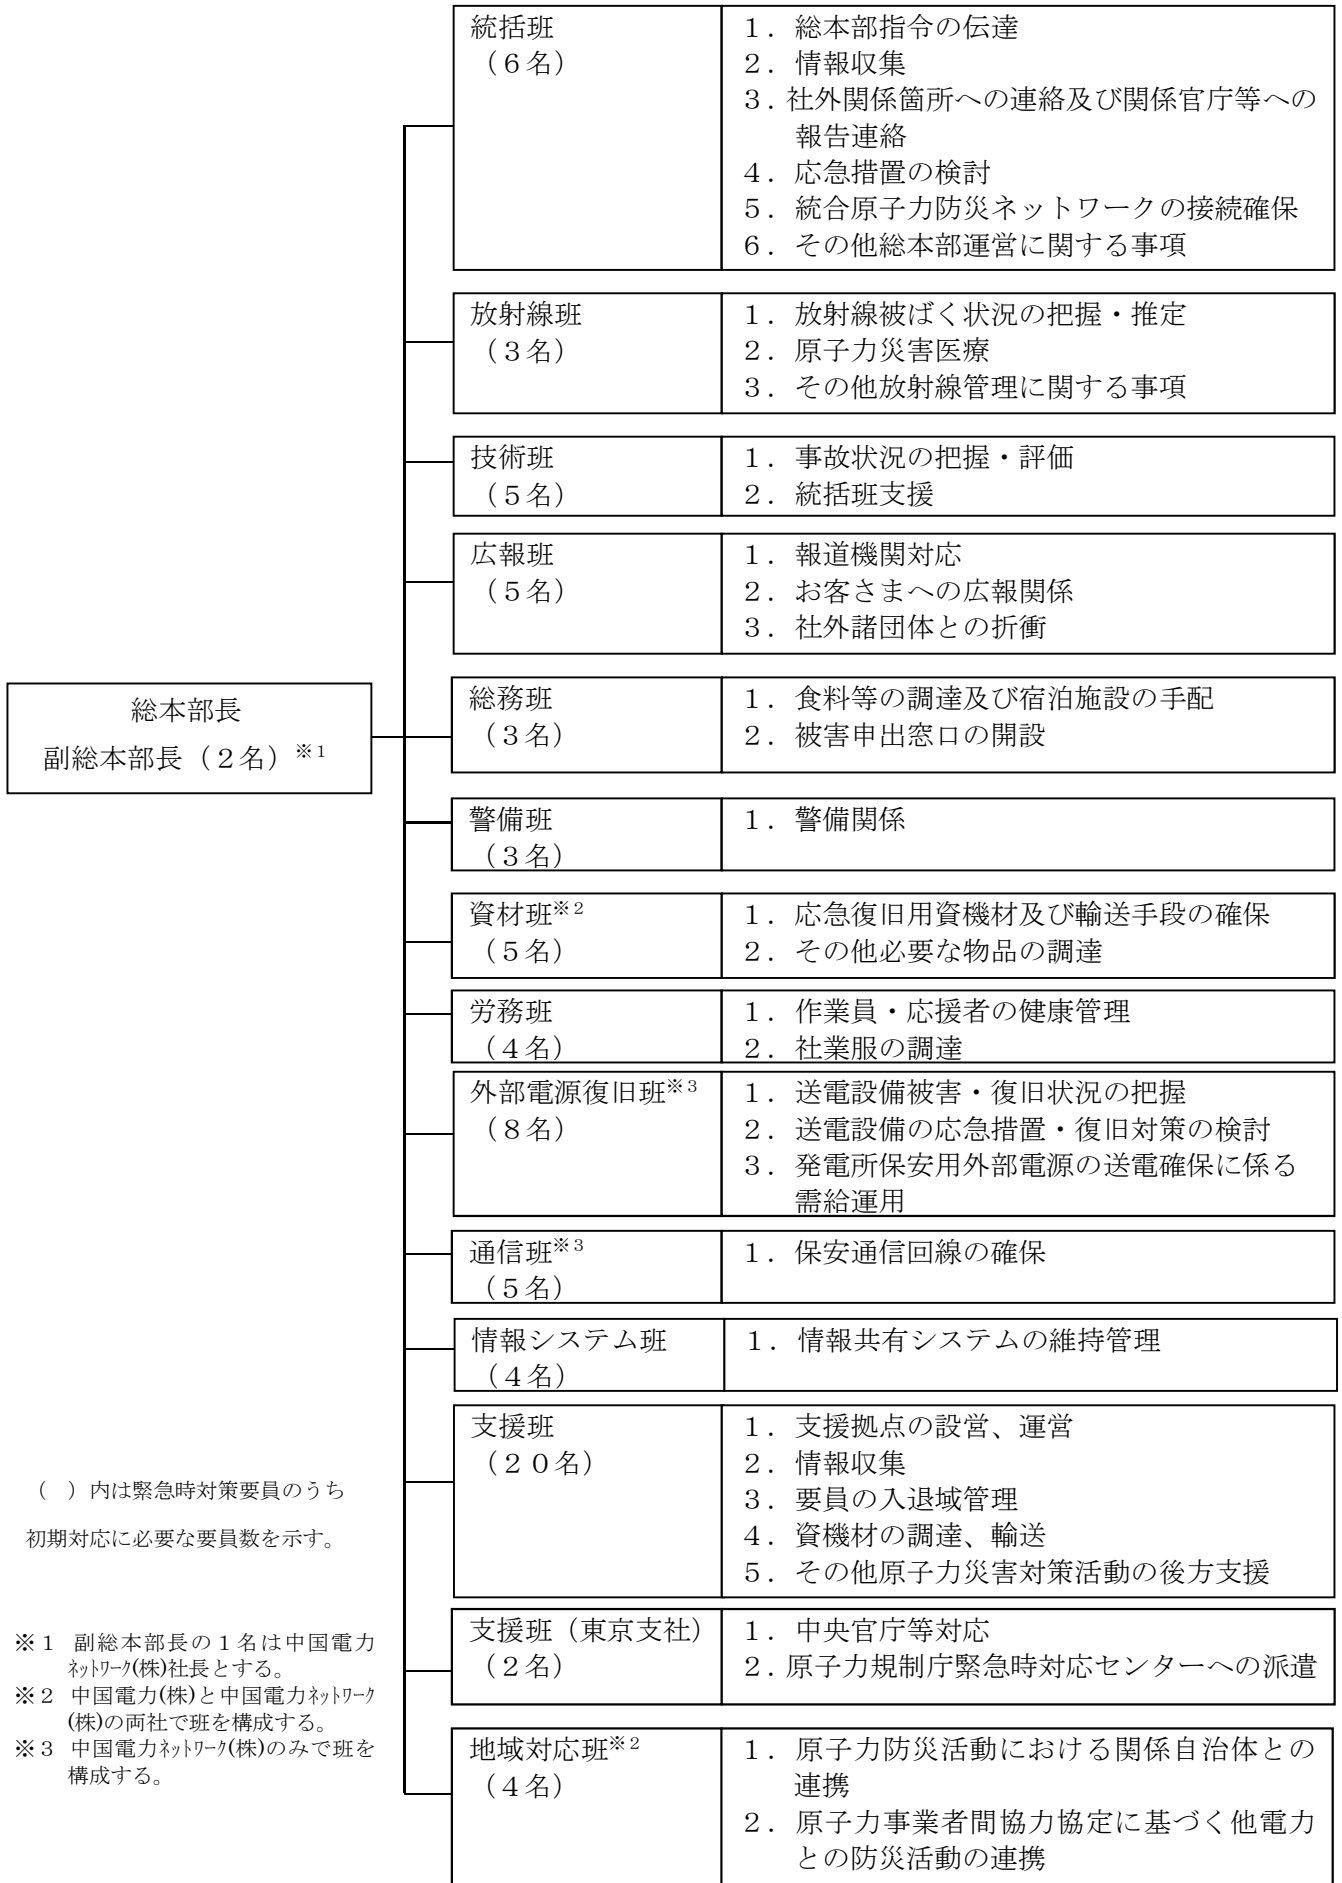 総本部長
副総本部長（２名）※１
統括班
（６名）
１．総本部指令の伝達
２．情報収集
３．社外関係箇所への連絡及び関係官庁等への
報告連絡
４．応急措置の検討
５．統合原子力防災ネットワークの接続確保
６．その他総本部運営に関する事項
放射線班
（３名）
１．放射線被ばく状況の把握・推定
２．原子力災害医療
３．その他放射線管理に関する事項
技術班
（５名）
１．事故状況の把握・評価
２．統括班支援
広報班
（５名）
１．報道機関対応
２．お客さまへの広報関係
３．社外諸団体との折衝
総務班
（３名）
１．食料等の調達及び宿泊施設の手配
２．被害申出窓口の開設
警備班
（３名）
１．警備関係
資材班※２
（５名）
１．応急復旧用資機材及び輸送手段の確保
２．その他必要な物品の調達
労務班
（４名）
１．作業員・応援者の健康管理
２．社業服の調達
外部電源復旧班※３
（８名）
１．送電設備被害・復旧状況の把握
２．送電設備の応急措置・復旧対策の検討
３．発電所保安用外部電源の送電確保に係る
需給運用
通信班※３
（５名）
１．保安通信回線の確保
情報システム班
（４名）
１．情報共有システムの維持管理
支援班
（２０名）
１．支援拠点の設営、運営
２．情報収集
３．要員の入退域管理
４．資機材の調達、輸送
５．その他原子力災害対策活動の後方支援
支援班（東京支社）
（２名）
１．中央官庁等対応
２．原子力規制庁緊急時対応センターへの派遣
地域対応班※２
（４名）
１．原子力防災活動における関係自治体との
連携
２．原子力事業者間協力協定に基づく他電力
との防災活動の連携
（　）内は緊急時対策要員のうち
初期対応に必要な要員数を示す。
※１　副総本部長の１名は中国電力
ﾈｯﾄﾜｰｸ(株)社長とする。
※２　中国電力(株)と中国電力ﾈｯﾄﾜｰｸ
(株)の両社で班を構成する。
※３　中国電力ﾈｯﾄﾜｰｸ(株)のみで班を
構成する。